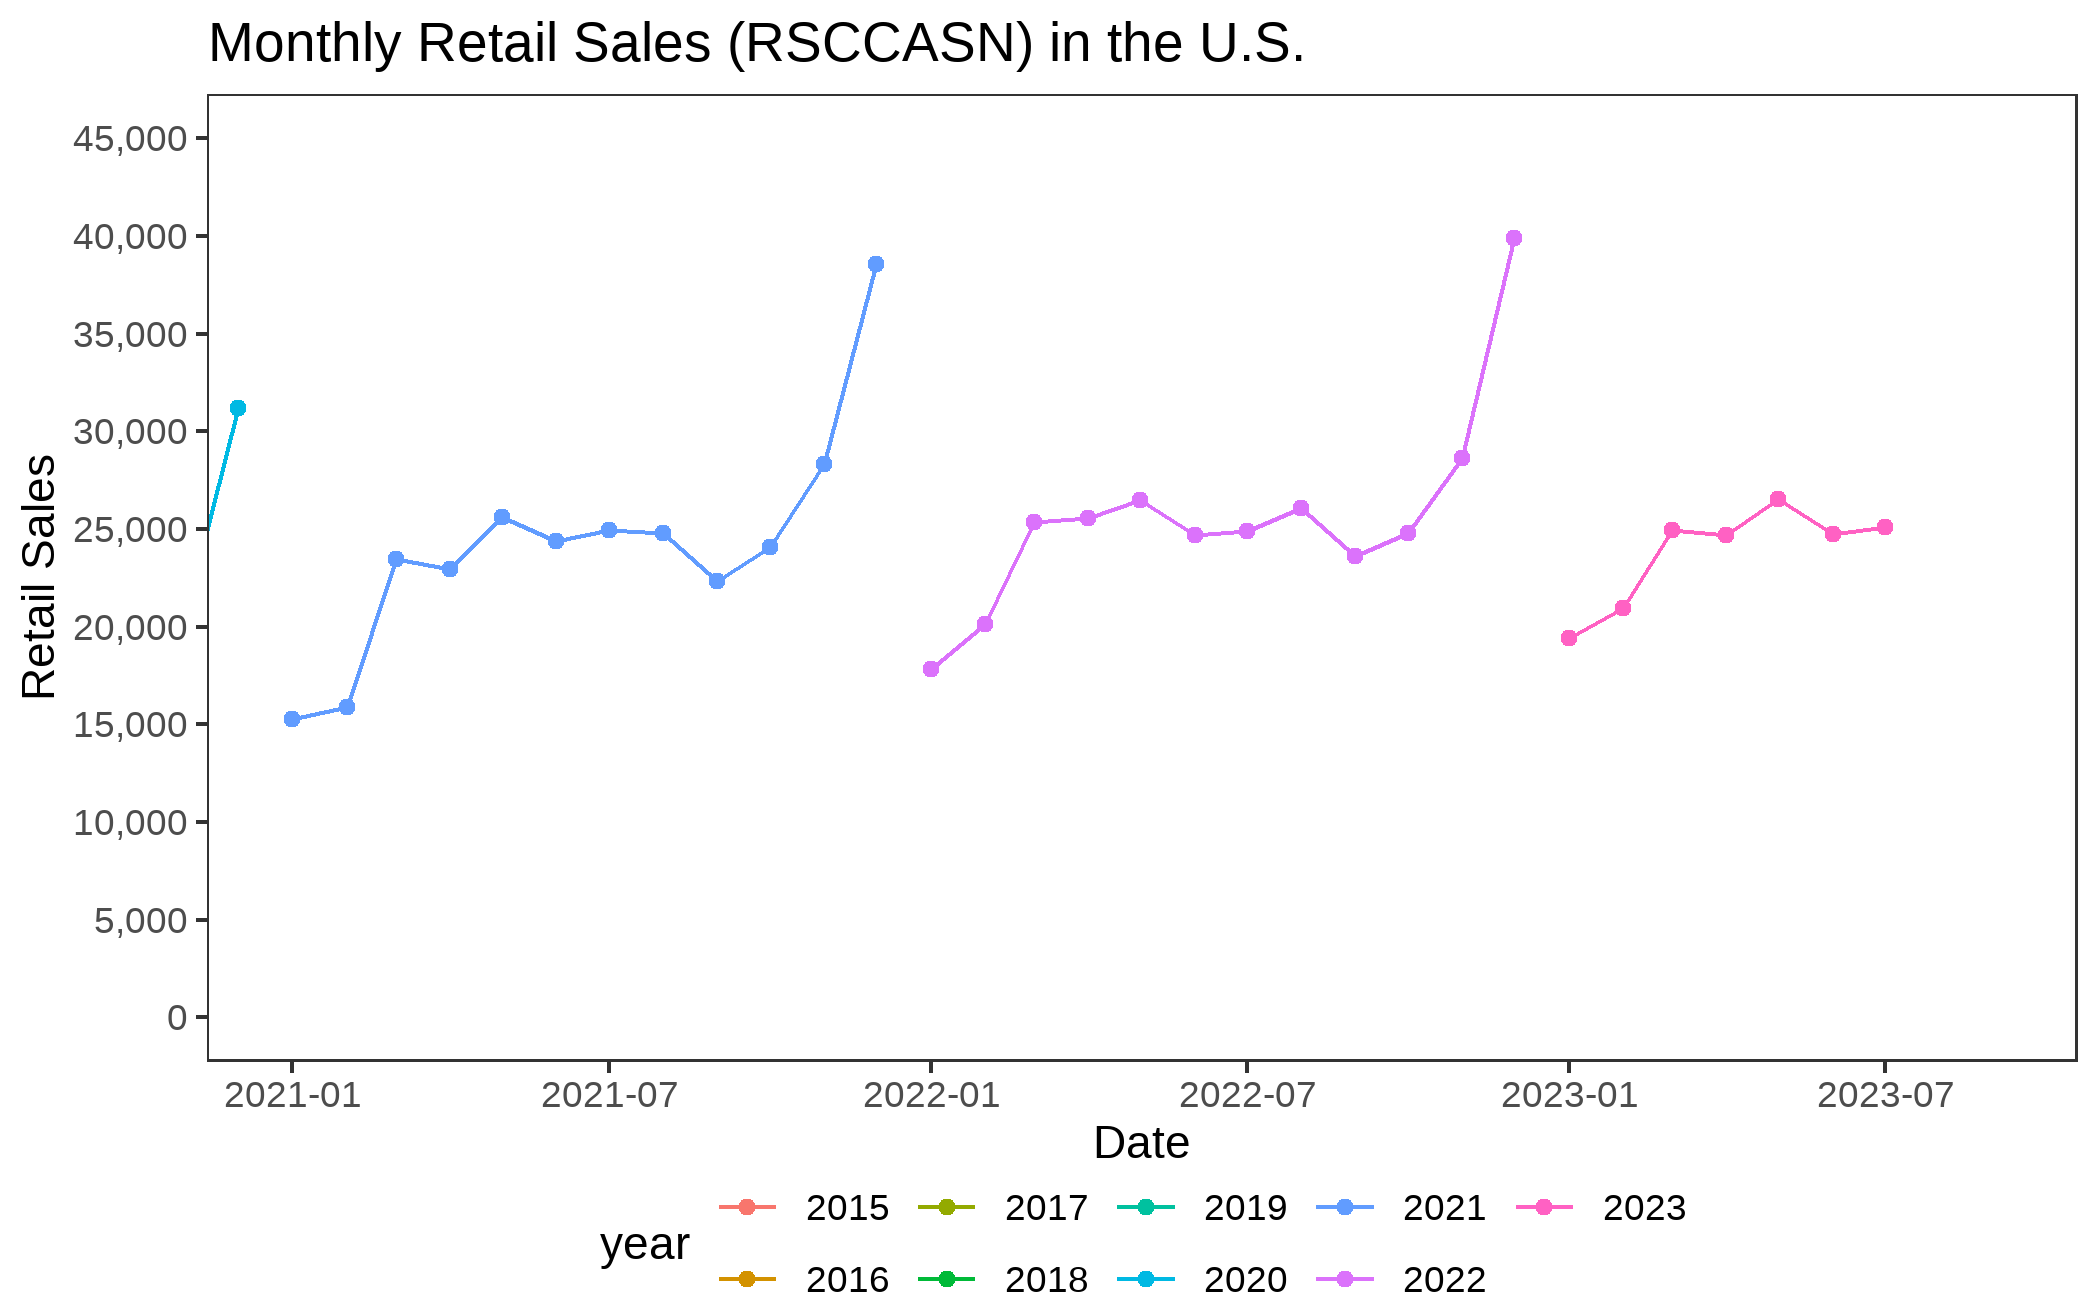 Monthly Retail Sales (RSCCASN) in the U.S.
Retail Sales
45,000
40,000
35,000
30,000
25,000
20,000
15,000
10,000
5,000
0
2021-01 2021-07 2022-01 2022-07 2023-01 2023-07
Date
year
2015 2017 2019 2021 2023
2016 2018 2020 2022